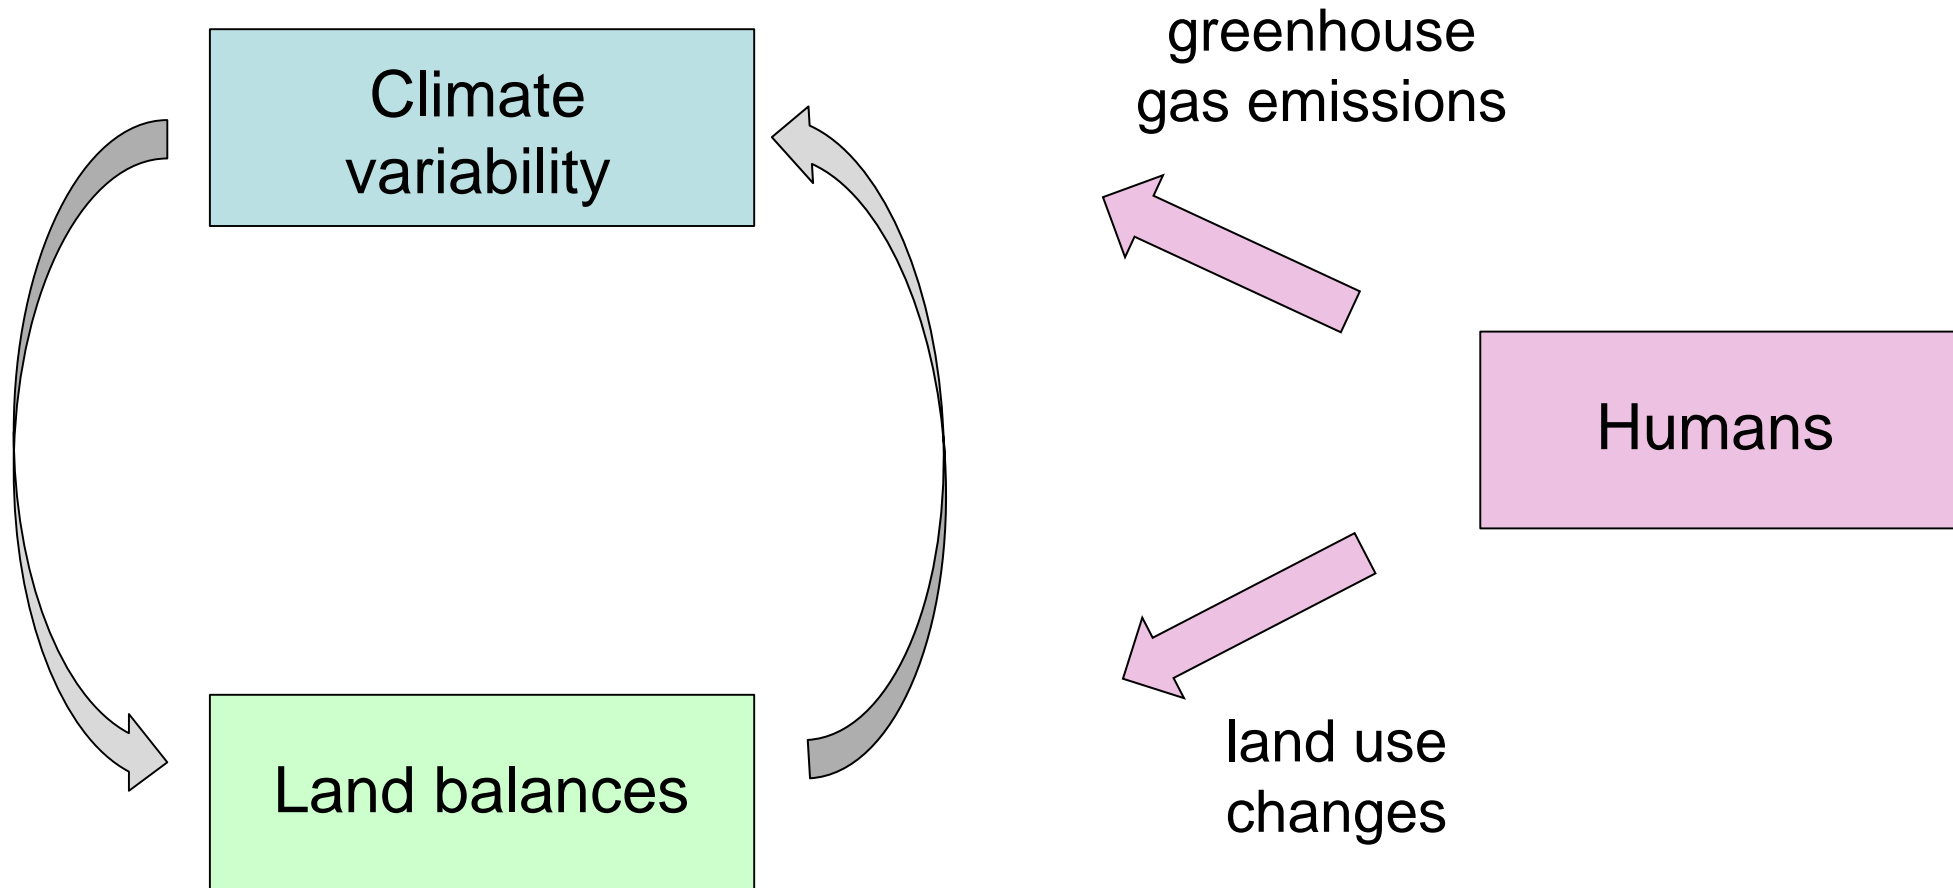 Climate
variability
greenhouse
gas emissions
Humans
Land balances
land use
changes